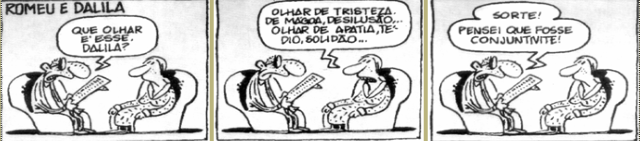 ROMEU E DALILA
QUE OLHAR
E' ESSE,
DALILA?
OLHAR DE TRISTEZA.
DE MÁGOA, DESILUSÃO...
OLHAR DE APATIA, TÉ-
DIO, SOLIDÃO...
SORTE!
PENSEI QUE FOSSE
CONJUNTIVITE!